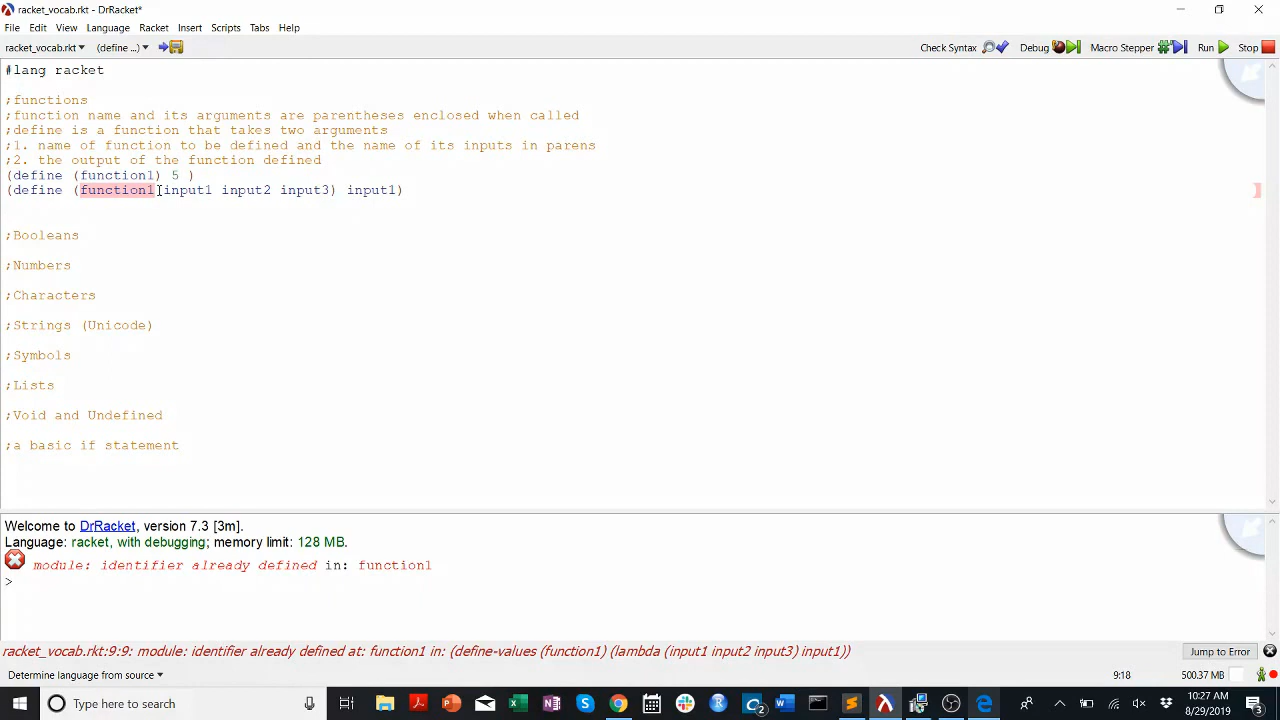 racket_vocab.rkt - DrRacket*
File Edit View Language Racket Insert Scripts Tabs Help
racket_vocab.rkt (define ...) Check Syntax Debug Macro Stepper Run Stop
#lang racket
;functions
;function name and its arguments are parentheses enclosed when called
;define is a function that takes two arguments
;1. name of function to be defined and the name of its inputs in parens
;2. the output of the function defined
(define (function1) 5 )
(define (function1 input1 input2 input3) input1)
;Booleans
;Numbers
;Characters
;Strings (Unicode)
;Symbols
;Lists
;Void and Undefined
;a basic if statement
Welcome to DrRacket, version 7.3 [3m].
Language: racket, with debugging; memory limit: 128 MB.
module: identifier already defined in: function1
>
racket_vocab.rkt:9:9: module: identifier already defined at: function1 in: (define-values (function1) (lambda (input1 input2 input3) input1)) Jump to Error
Determine language from source 9:18 500.37 MB
Type here to search 10:27 AM
8/29/2019